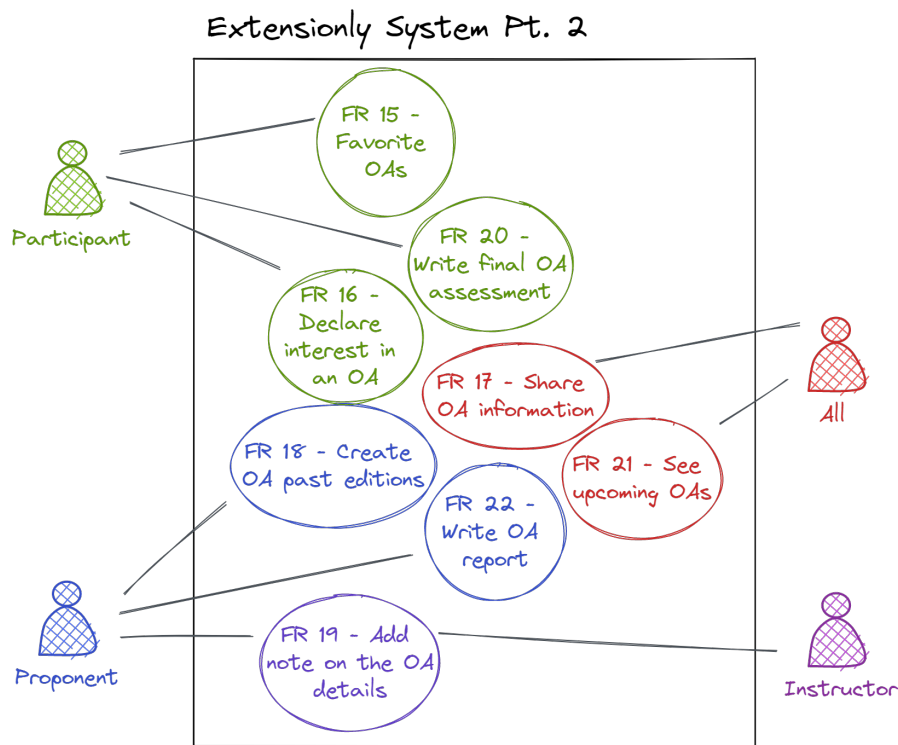 Extensionly System Pt. 2
FR 15 -
Favorite
OAs
Participant
FR 20 -
Write final OA
assessment
FR 16 -
Declare
interest in
an OA
FR 17 - Share
OA information
All
FR 18 - Create
OA past editions
FR 21 - See
upcoming OAs
FR 22 -
Write OA
report
Proponent
FR 19 - Add
note on the OA
details
Instructor